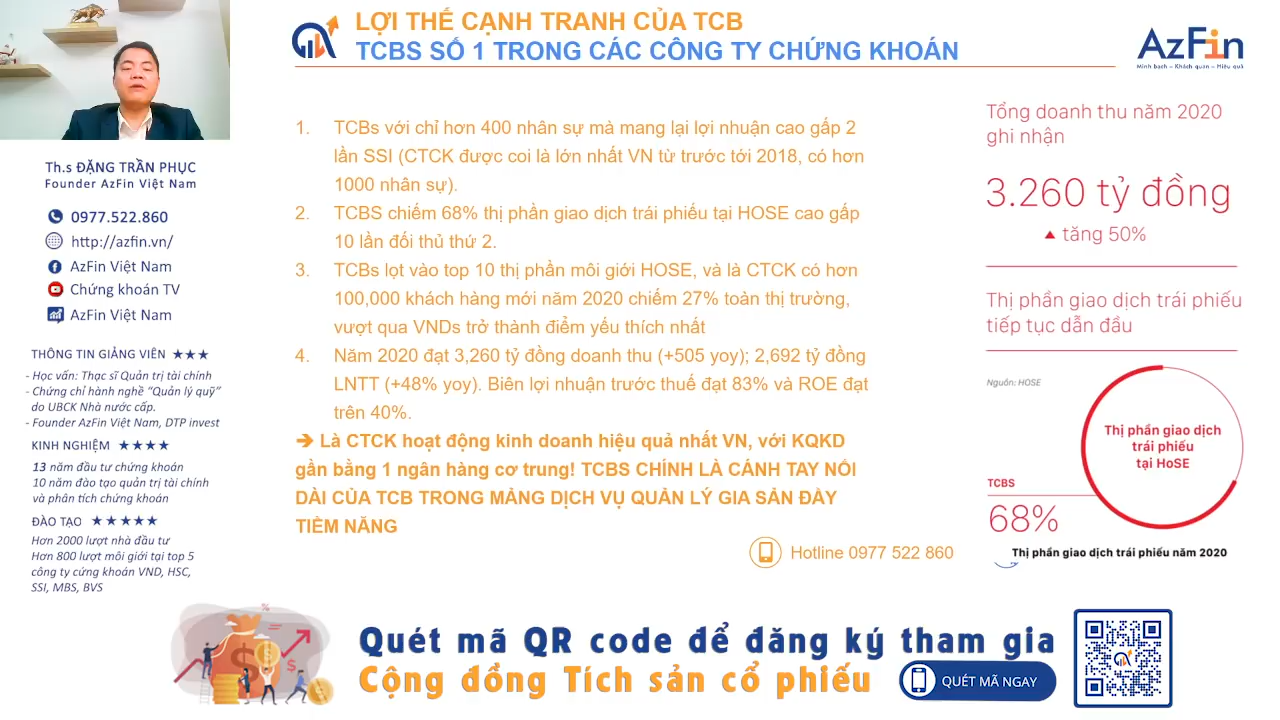 LỢI THẾ CẠNH TRANH CỦA TCB
TCBS SỐ 1 TRONG CÁC CÔNG TY CHỨNG KHOÁN
AzFin
Minh bạch – Khách quan – Hiệu quả
Th.s ĐẶNG TRẦN PHỤC
Founder AzFin Việt Nam
0977.522.860
http://azfin.vn/
AzFin Việt Nam
Chứng khoán TV
AzFin Việt Nam
THÔNG TIN GIẢNG VIÊN ★★★
- Học vấn: Thạc sĩ Quản trị tài chính
- Chứng chỉ hành nghề “Quản lý quỹ”
do UBCK Nhà nước cấp.
- Founder AzFin Việt Nam, DTP invest
KINH NGHIỆM ★★★★
13 năm đầu tư chứng khoán
10 năm đào tạo quản trị tài chính
và phân tích chứng khoán
ĐÀO TẠO ★★★★★
Hơn 2000 lượt nhà đầu tư
Hơn 800 lượt môi giới tại top 5
công ty cứng khoán VND, HSC,
SSI, MBS, BVS
1. TCBs với chỉ hơn 400 nhân sự mà mang lại lợi nhuận cao gấp 2
lần SSI (CTCK được coi là lớn nhất VN từ trước tới 2018, có hơn
1000 nhân sự).
2. TCBS chiếm 68% thị phần giao dịch trái phiếu tại HOSE cao gấp
10 lần đối thủ thứ 2.
3. TCBs lọt vào top 10 thị phần môi giới HOSE, và là CTCK có hơn
100,000 khách hàng mới năm 2020 chiếm 27% toàn thị trường,
vượt qua VNDs trở thành điểm yếu thích nhất
4. Năm 2020 đạt 3,260 tỷ đồng doanh thu (+505 yoy); 2,692 tỷ đồng
LNTT (+48% yoy). Biên lợi nhuận trước thuế đạt 83% và ROE đạt
trên 40%.
➔ Là CTCK hoạt động kinh doanh hiệu quả nhất VN, với KQKD
gần bằng 1 ngân hàng cơ trung! TCBS CHÍNH LÀ CÁNH TAY NỐI
DÀI CỦA TCB TRONG MẢNG DỊCH VỤ QUẢN LÝ GIA SẢN ĐẦY
TIỀM NĂNG
Hotline 0977 522 860
Tổng doanh thu năm 2020
ghi nhận
3.260 tỷ đồng
▲ tăng 50%
Thị phần giao dịch trái phiếu
tiếp tục dẫn đầu
Nguồn: HOSE
Thị phần giao dịch
trái phiếu
tại HoSE
TCBS
68%
Thị phần giao dịch trái phiếu năm 2020
Quét mã QR code để đăng ký tham gia
Cộng đồng Tích sản cổ phiếu
QUÉT MÃ NGAY